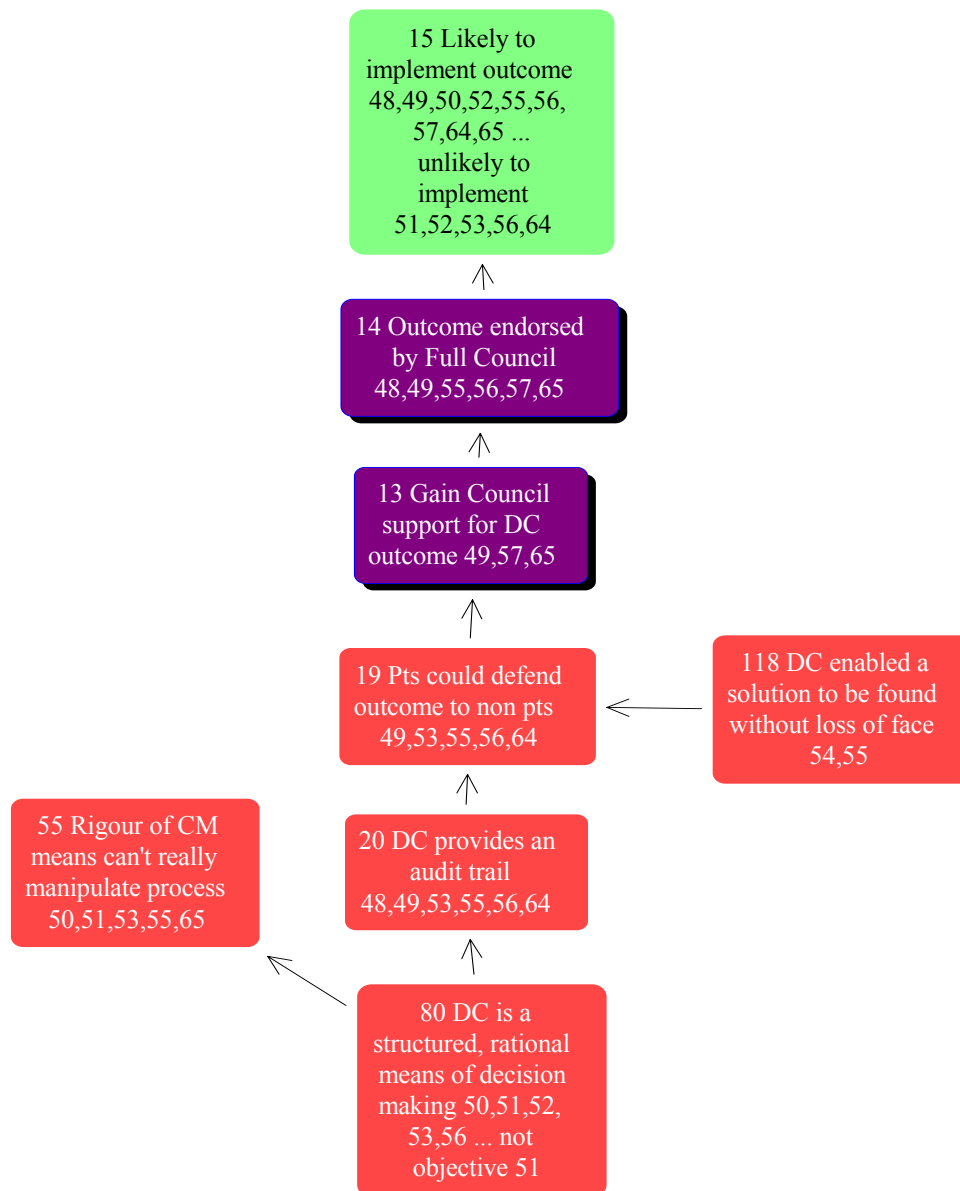 15 Likely to
implement outcome
48,49,50,52,55,56,
57,64,65 ...
unlikely to
implement
51,52,53,56,64
14 Outcome endorsed
by Full Council
48,49,55,56,57,65
13 Gain Council
support for DC
outcome 49,57,65
19 Pts could defend
outcome to non pts
49,53,55,56,64
118 DC enabled a
solution to be found
without loss of face
54,55
55 Rigour of CM
means can't really
manipulate process
50,51,53,55,65
20 DC provides an
audit trail
48,49,53,55,56,64
80 DC is a
structured, rational
means of decision
making 50,51,52,
53,56 ... not
objective 51